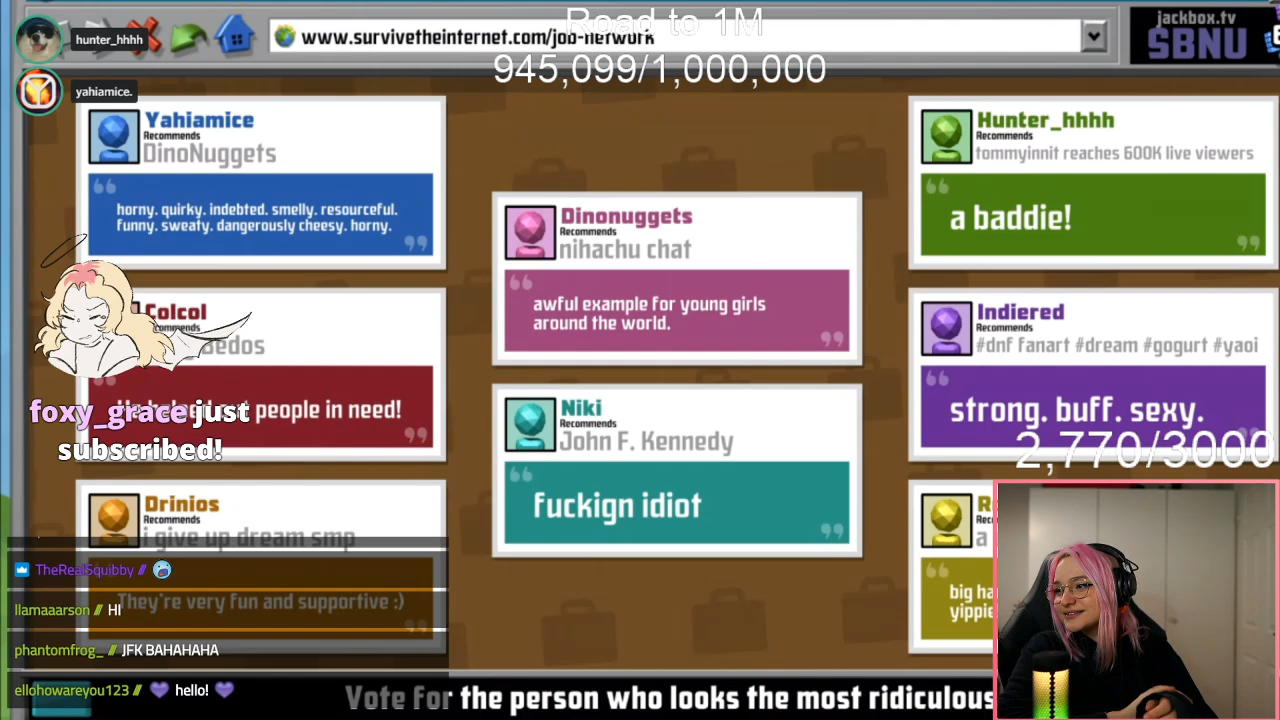 Road to 1M
945,099/1,000,000
hunter_hhhh
yahiamice.
www.survivetheinternet.com/job-network
jackbox.tv
SBNU
Yahiamice
Recommends
DinoNuggets
horny. quirky. indebted. smelly. resourceful.
funny. sweaty. dangerously cheesy. horny.
Colcol
people in need!
foxy_grace just
subscribed!
Drinios
Recommends
i give up dream smp
They're very fun and supportive :)
TheRealSquibby //
llamaaarson // HI
phantomfrog_ // JFK BAHAHAHA
ellohowareyou123 // hello!
Dinonuggets
Recommends
nihachu chat
awful example for young girls
around the world.
Niki
Recommends
John F. Kennedy
fuckign idiot
Hunter_hhhh
Recommends
tommyinnit reaches 600K live viewers
a baddie!
Indiered
Recommends
#dnf fanart #dream #gogurt #yaoi
strong. buff. sexy.
2,770/3000
a
big ha
yippie
Vote for the person who looks the most ridiculous